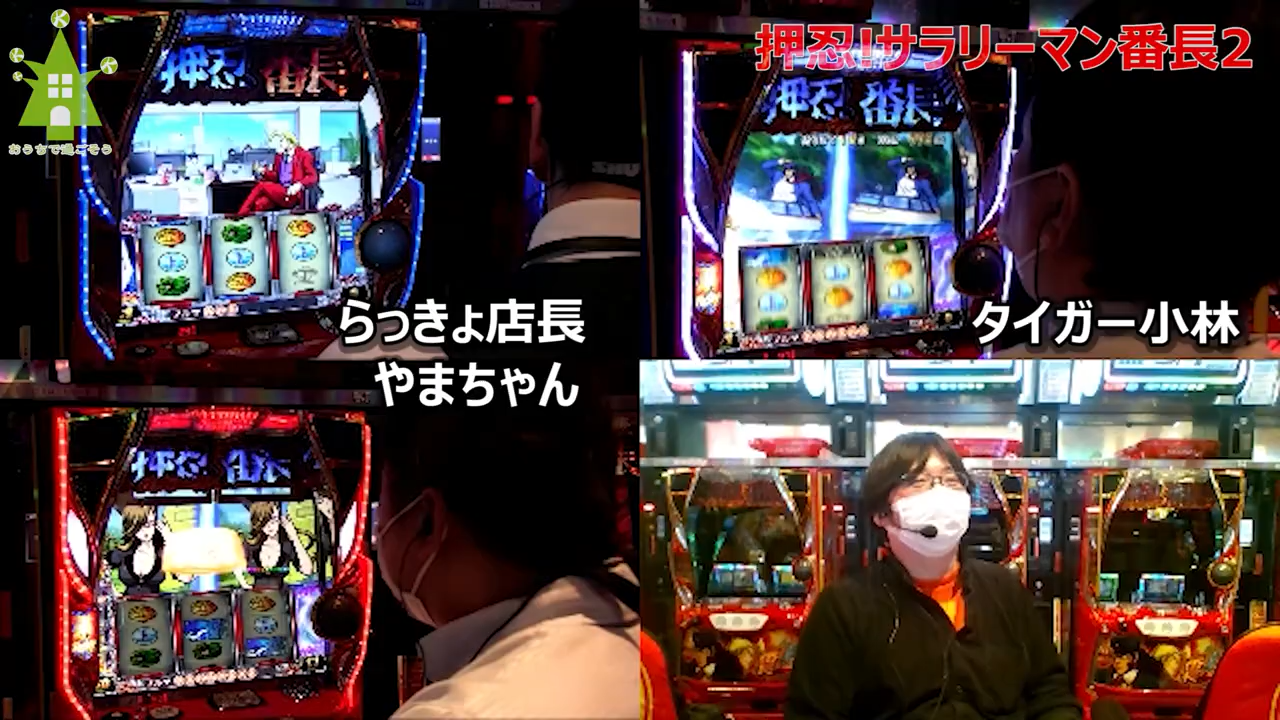 押忍!サラリーマン番長2
おうちで過ごそう
押忍 番長
押忍 番長
らっきょ店長
タイガー小林
やまちゃん
押忍 番長